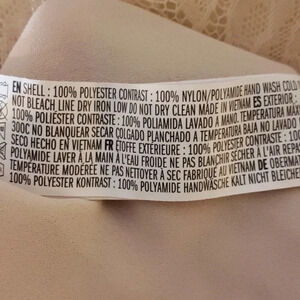 EN SHELL : 100% POLYESTER CONTRAST : 100% NYLON/POLYAMIDE HAND WASH COLD
NOT BLEACH LINE DRY IRON LOW DO NOT DRY CLEAN MADE IN VIETNAM ES EXTERIOR :
100% POLIESTER CONTRASTE : 100% POLIAMIDA LAVADO A MANO. TEMPERATURA
300C NO BLANQUEAR SECAR COLGADO PLANCHADO A TEMPERATURA BAJA NO LAVADO
SECO HECHO EN VIETNAM FR ÉTOFFE EXTÉRIEURE : 100% POLYESTER CONTRASTE : 100%
POLYAMIDE LAVER À LA MAIN À L'EAU FROIDE NE PAS BLANCHIR SÉCHER À L'AIR
TEMPÉRATURE MODÉRÉE NE PAS NETTOYER À SEC FABRIQUÉ AU VIETNAM DE
100% POLYESTER KONTRAST : 100% POLYAMIDE HANDWÄSCHE KALT NICHT